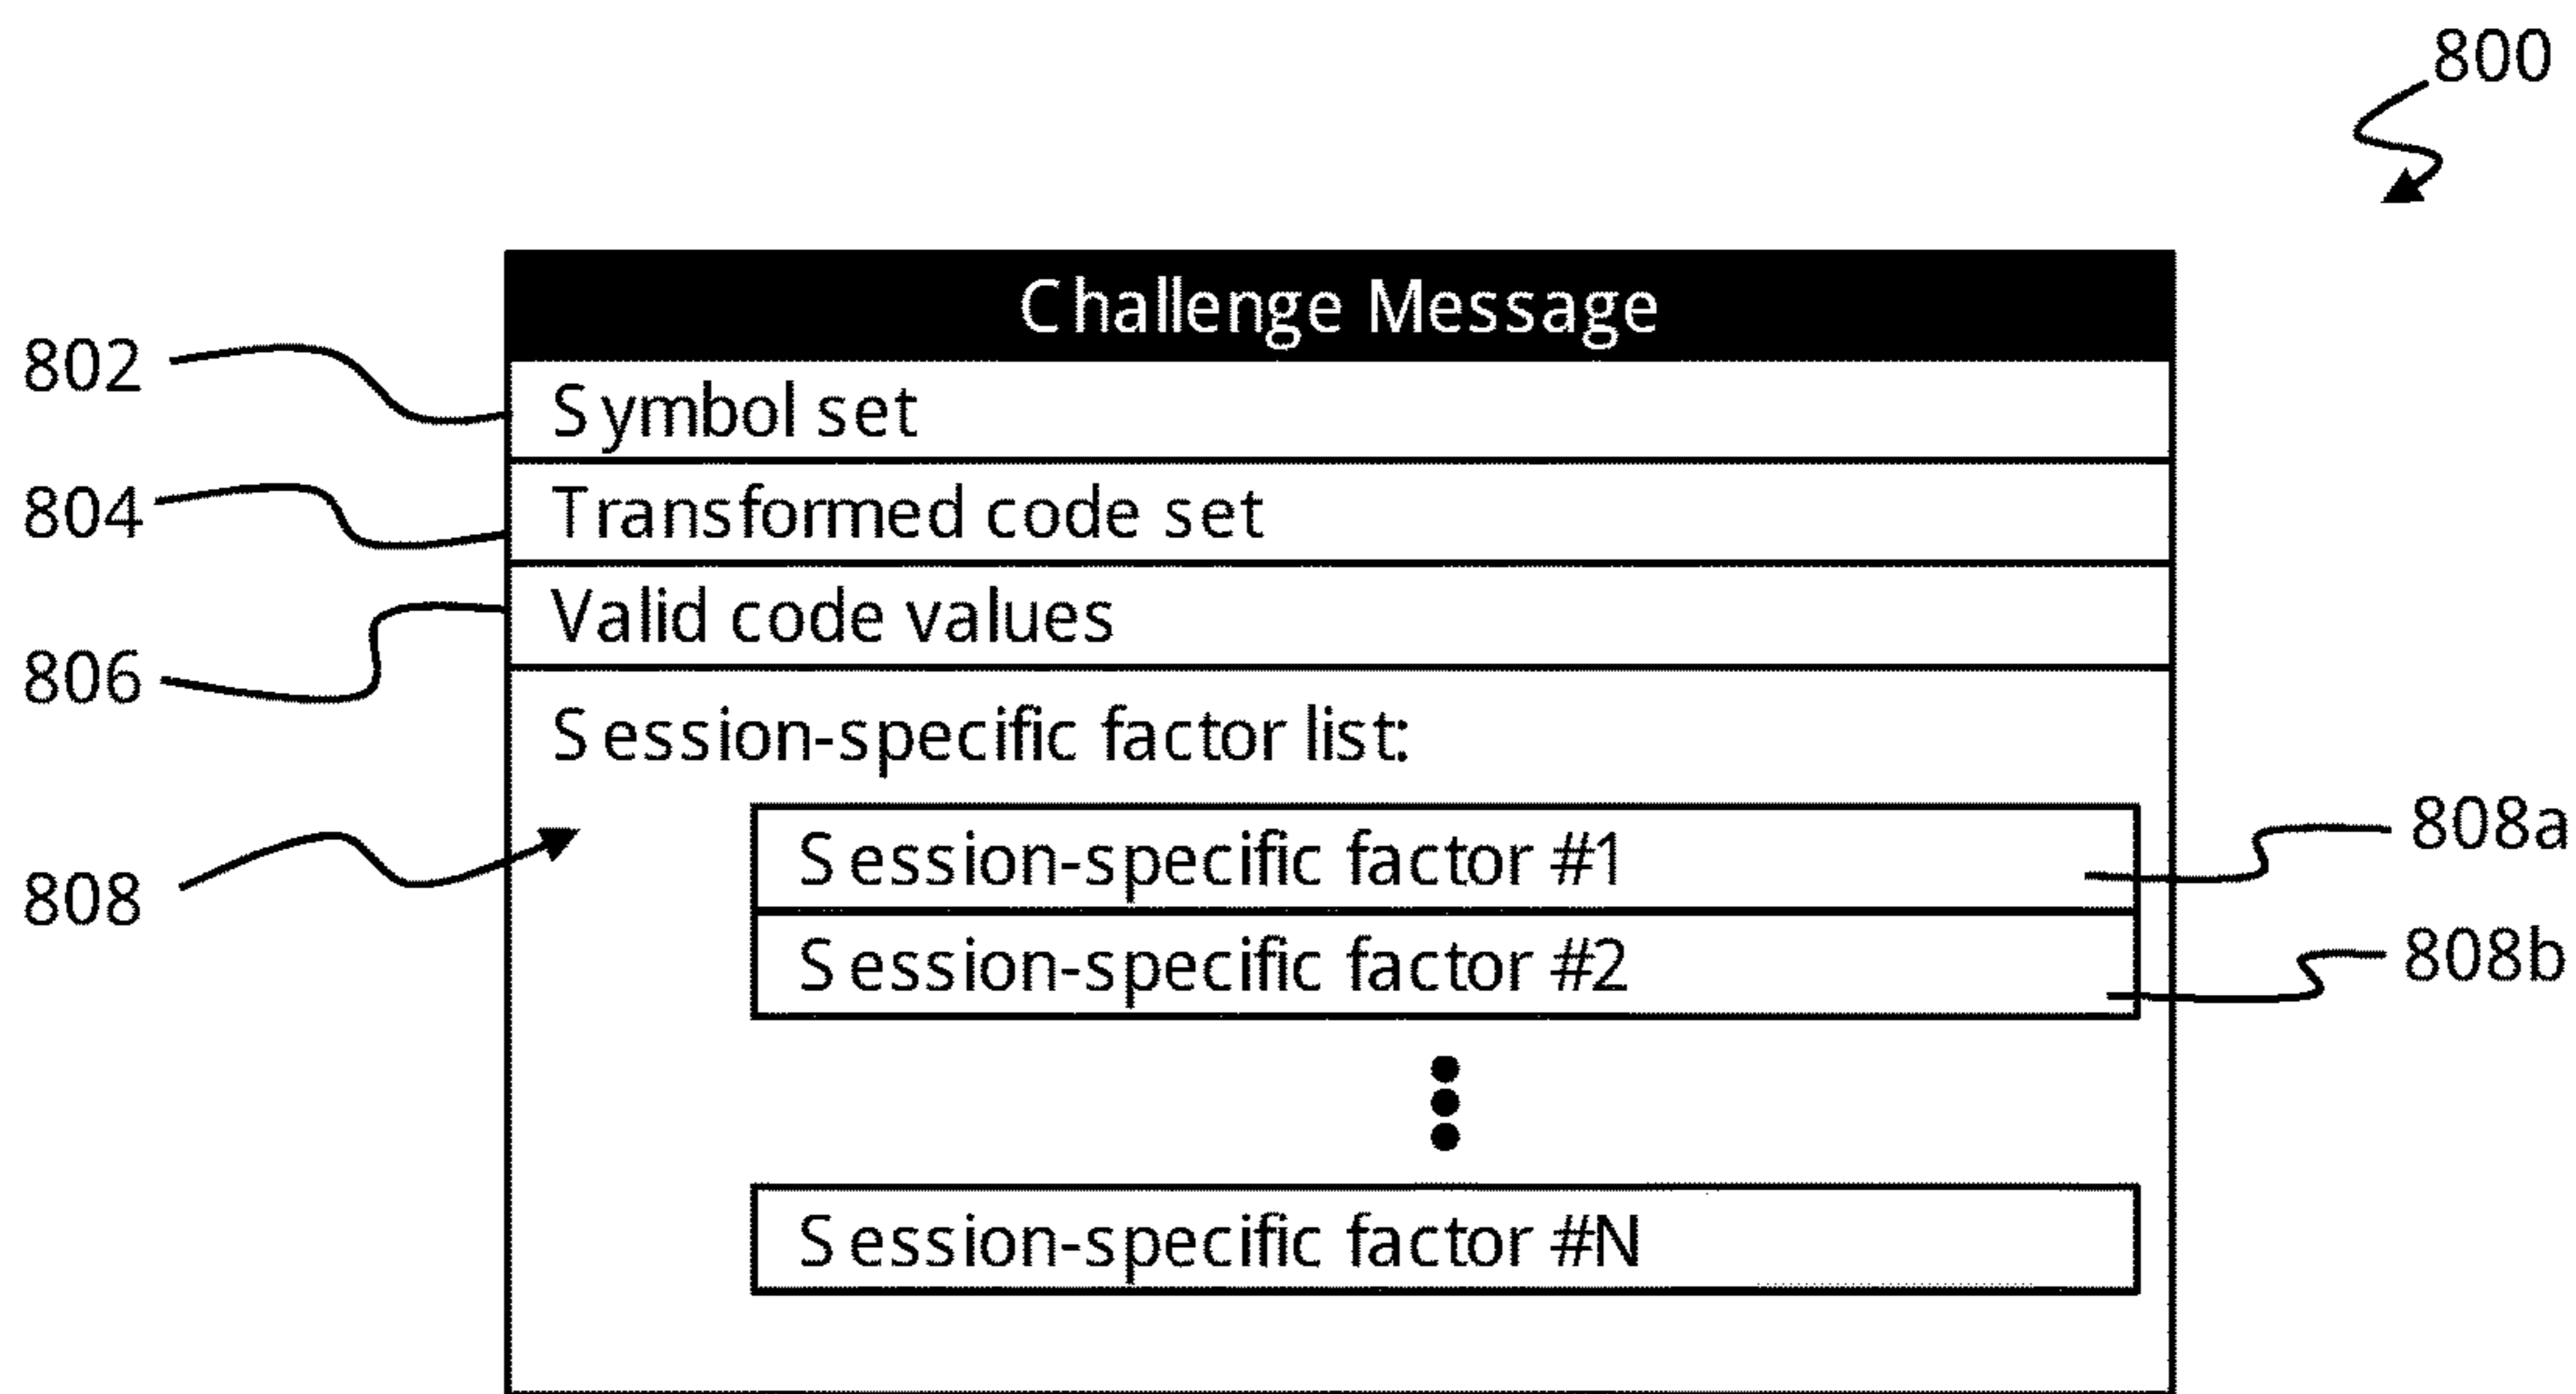 800
Challenge Message
802
Symbol set
804
Transformed code set
806
Valid code values
Session-specific factor list:
808
Session-specific factor #1
808a
Session-specific factor #2
808b
Session-specific factor #N